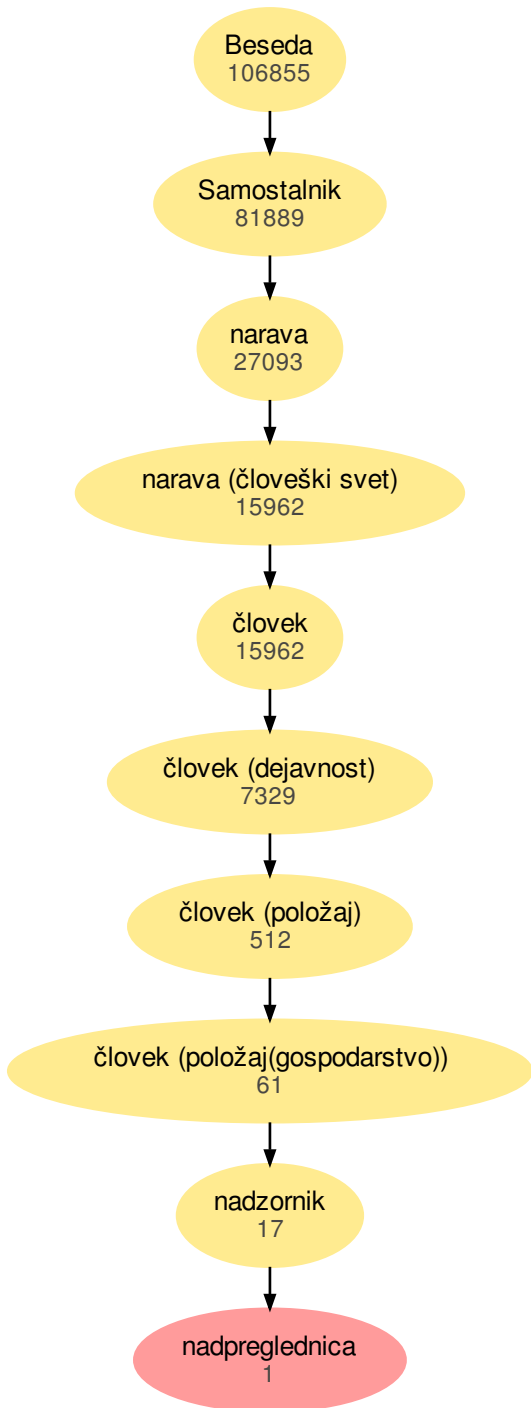 Beseda
106855
Samostalnik
81889
narava
27093
narava (človeški svet)
15962
človek
15962
človek (dejavnost)
7329
človek (položaj)
512
človek (položaj(gospodarstvo))
61
nadzornik
17
nadpreglednica
1